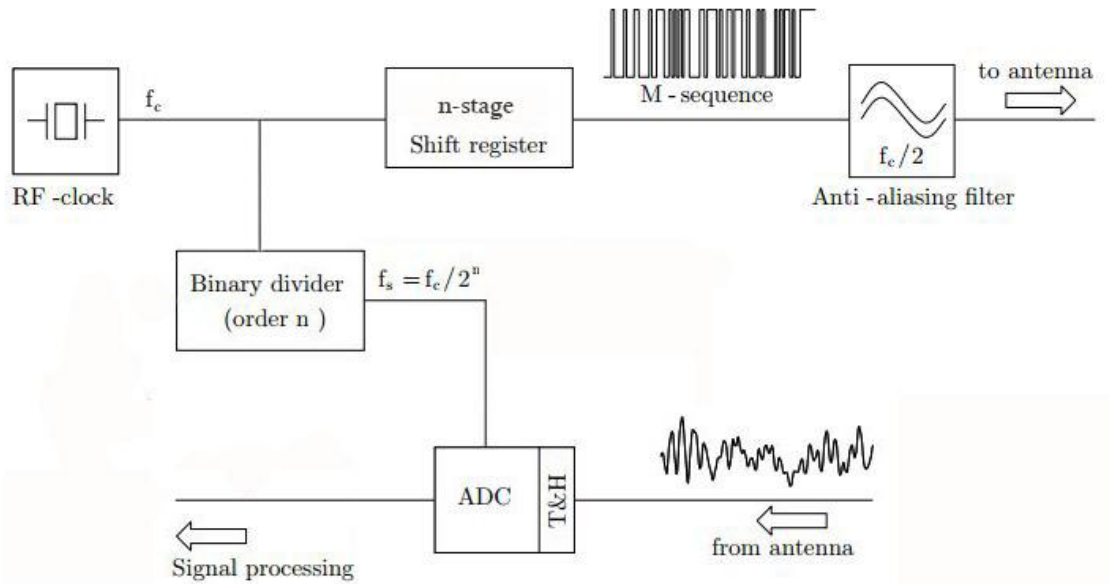 M - sequence
to antenna
f_c
n-stage
Shift register
f_c/2
RF -clock
Anti -aliasing filter
Binary divider
(order n )
f_s = f_c/2^n
ADC
T&H
from antenna
Signal processing